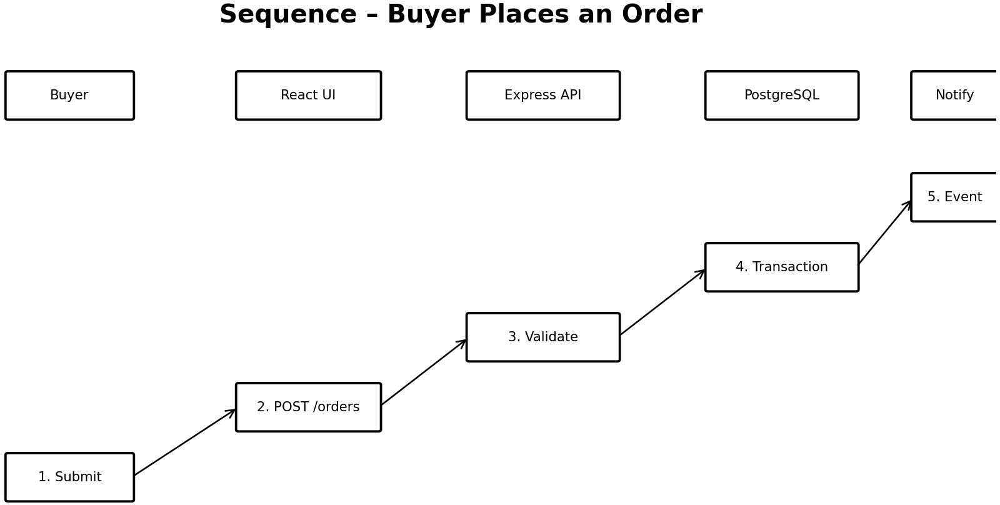 Sequence – Buyer Places an Order
Buyer
React UI
Express API
PostgreSQL
Notify
5. Event
4. Transaction
3. Validate
2. POST /orders
1. Submit